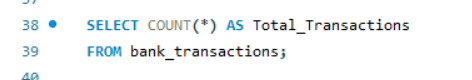 38 SELECT COUNT(*) AS Total_Transactions
39 FROM bank_transactions;